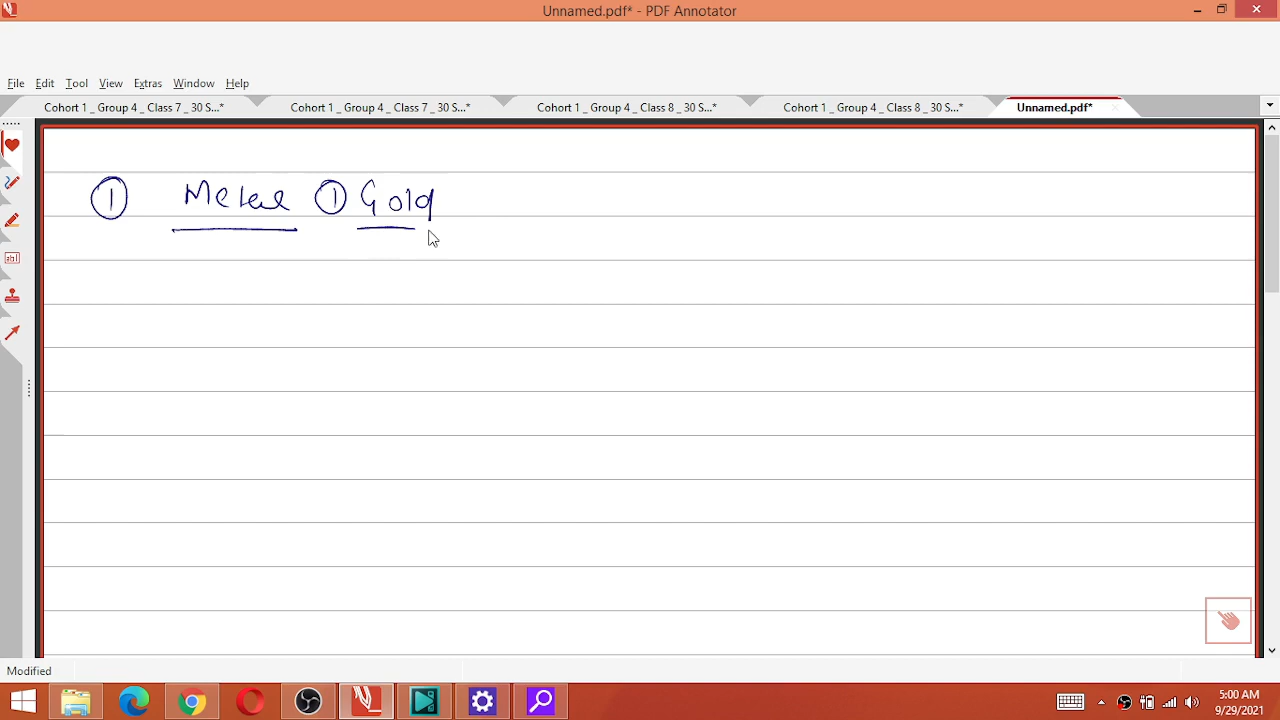 Unnamed.pdf* - PDF Annotator
File Edit Tool View Extras Window Help
Cohort 1 _ Group 4 _ Class 7 _ 30 S...* Cohort 1 _ Group 4 _ Class 7 _ 30 S...* Cohort 1 _ Group 4 _ Class 8 _ 30 S...* Cohort 1 _ Group 4 _ Class 8 _ 30 S...* Unnamed.pdf*
① Metal ① Gold
Modified
5:00 AM
9/29/2021